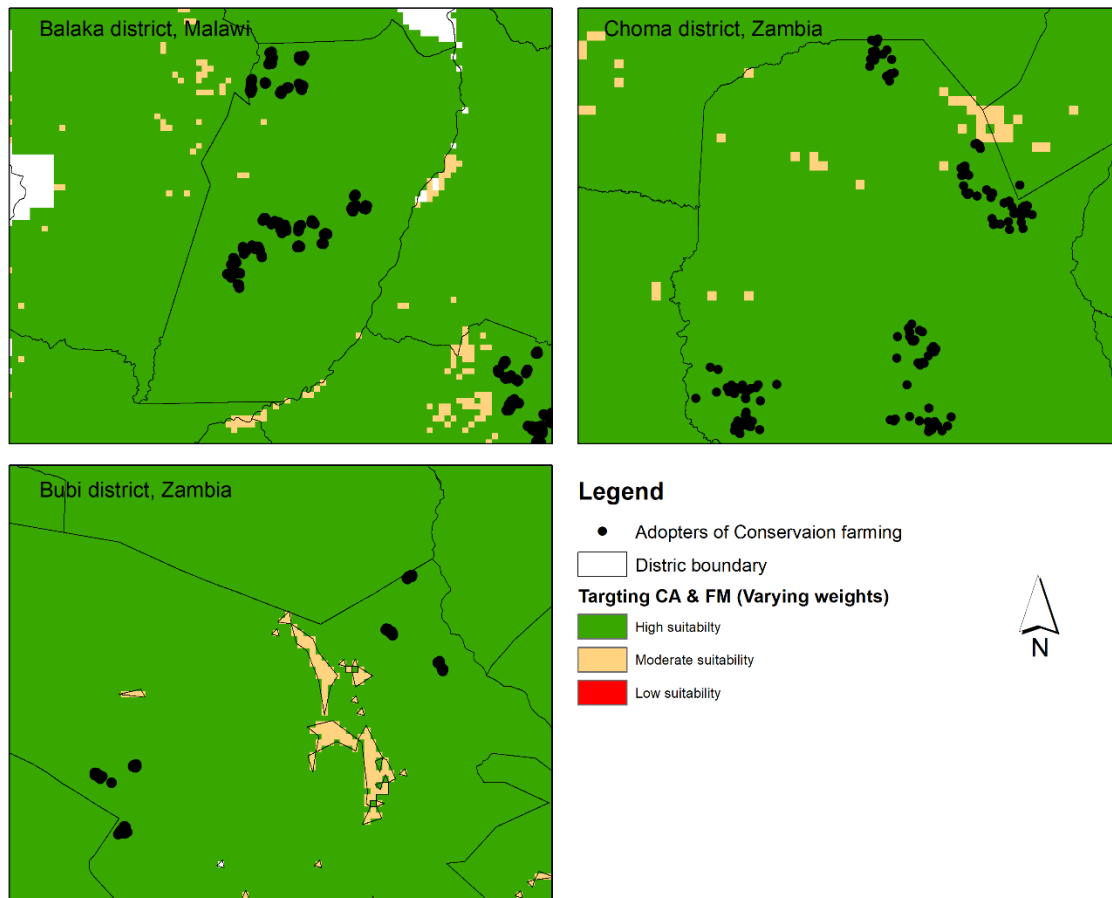 Balaka district, Malawi
Choma district, Zambia
Bubi district, Zambia
Legend
Adopters of Conservaion farming
Distric boundary
Targting CA & FM (Varying weights)
High suitabilty
Moderate suitability
Low suitability
N